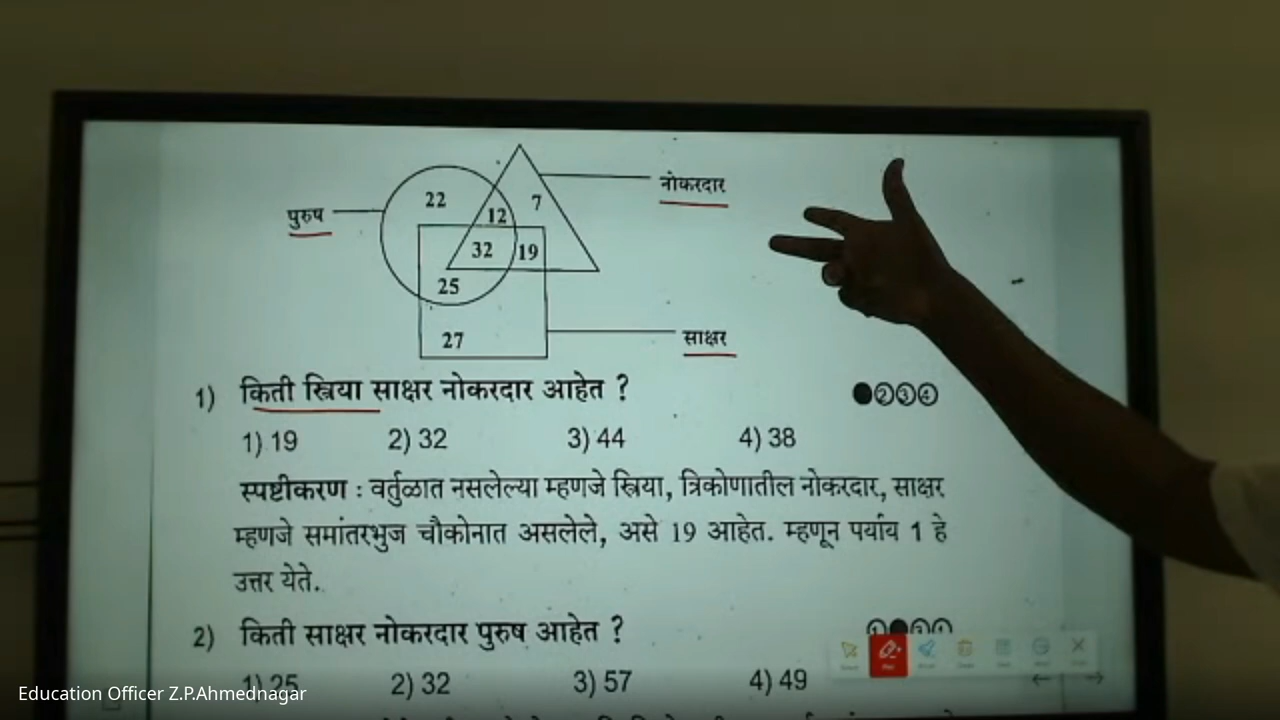 22
7
नोकरदार
पुरुष
12
32
19
25
27
साक्षर
1) किती स्त्रिया साक्षर नोकरदार आहेत ?
②③④
1) 19 2) 32 3) 44 4) 38
स्पष्टीकरण : वर्तुळात नसलेल्या म्हणजे स्त्रिया, त्रिकोणातील नोकरदार, साक्षर
म्हणजे समांतरभुज चौकोनात असलेले, असे 19 आहेत. म्हणून पर्याय 1 हे
उत्तर येते.
2) किती साक्षर नोकरदार पुरुष आहेत ?
1) 25 2) 32 3) 57 4) 49
Education Officer Z.P.Ahmednagar